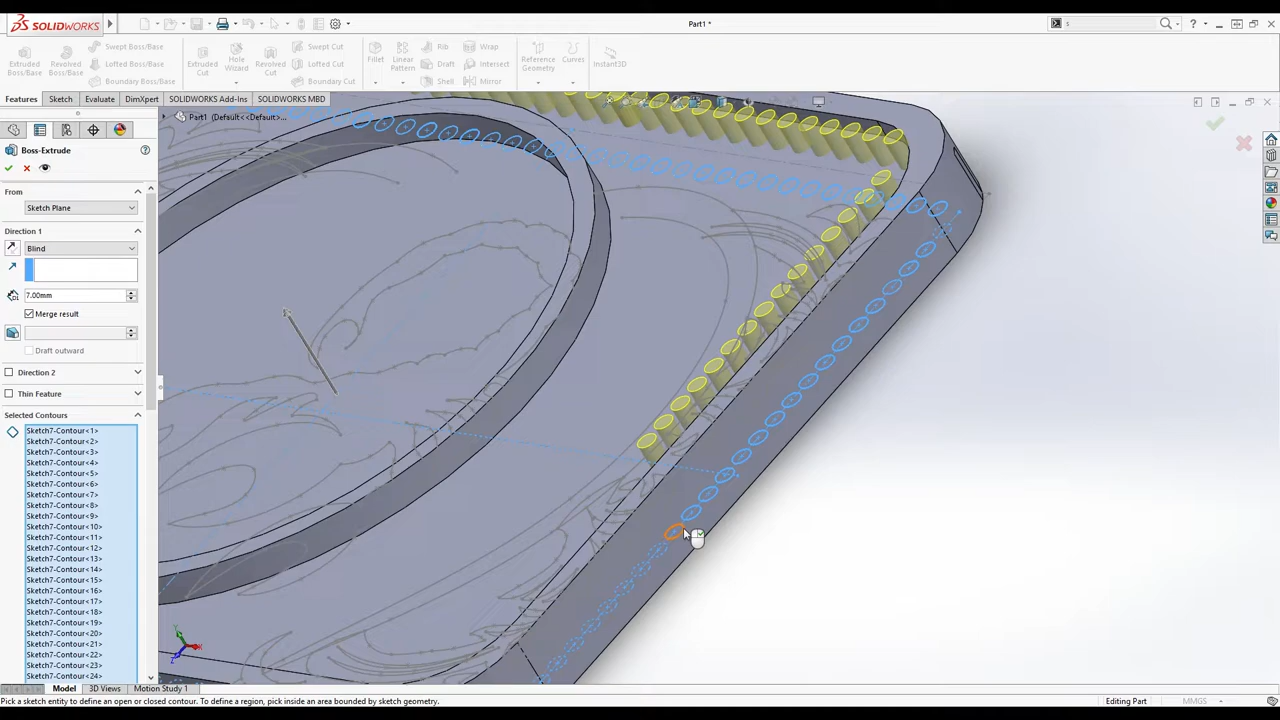 SOLIDWORKS
Part1 *
s
Extruded Boss/Base
Revolved Boss/Base
Swept Boss/Base
Lofted Boss/Base
Boundary Boss/Base
Extruded Cut
Hole Wizard
Revolved Cut
Swept Cut
Lofted Cut
Boundary Cut
Fillet
Linear Pattern
Rib
Draft
Shell
Wrap
Intersect
Mirror
Reference Geometry
Curves
Instant3D
Features
Sketch
Evaluate
DimXpert
SOLIDWORKS Add-Ins
SOLIDWORKS MBD
Part1 (Default<<Default>...
Boss-Extrude
From
Sketch Plane
Direction 1
Blind
7.00mm
Merge result
Draft outward
Direction 2
Thin Feature
Selected Contours
Sketch7-Contour<1>
Sketch7-Contour<2>
Sketch7-Contour<3>
Sketch7-Contour<4>
Sketch7-Contour<5>
Sketch7-Contour<6>
Sketch7-Contour<7>
Sketch7-Contour<8>
Sketch7-Contour<9>
Sketch7-Contour<10>
Sketch7-Contour<11>
Sketch7-Contour<12>
Sketch7-Contour<13>
Sketch7-Contour<14>
Sketch7-Contour<15>
Sketch7-Contour<16>
Sketch7-Contour<17>
Sketch7-Contour<18>
Sketch7-Contour<19>
Sketch7-Contour<20>
Sketch7-Contour<21>
Sketch7-Contour<22>
Sketch7-Contour<23>
Sketch7-Contour<24>
Model
3D Views
Motion Study 1
Pick a sketch entity to define an open or closed contour. To define a region, pick inside an area bounded by sketch geometry.
Editing Part
MMGS